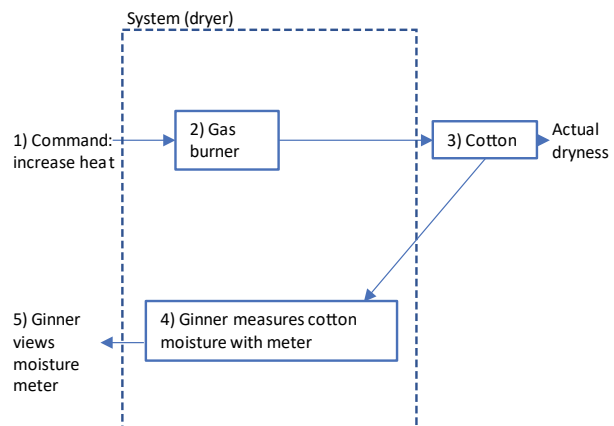 System (dryer)
1) Command:
increase heat
2) Gas
burner
3) Cotton
Actual
dryness
4) Ginner measures cotton
moisture with meter
5) Ginner
views
moisture
meter